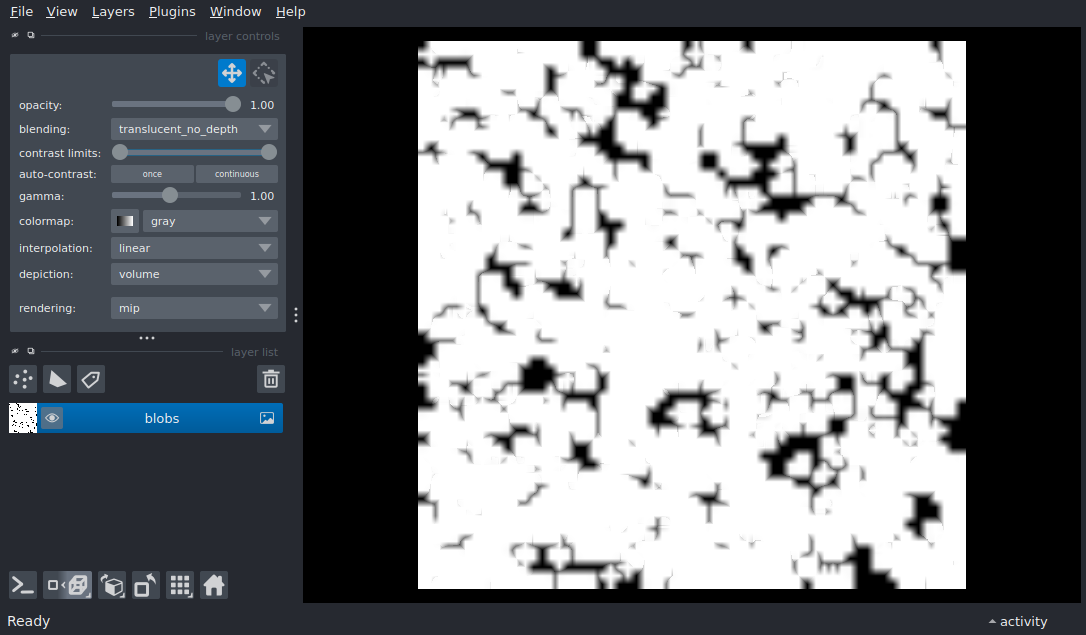 File View Layers Plugins Window Help
layer controls
opacity: 1.00
blending: translucent_no_depth
contrast limits:
auto-contrast: once continuous
gamma: 1.00
colormap: gray
interpolation: linear
depiction: volume
rendering: mip
layer list
blobs
Ready activity